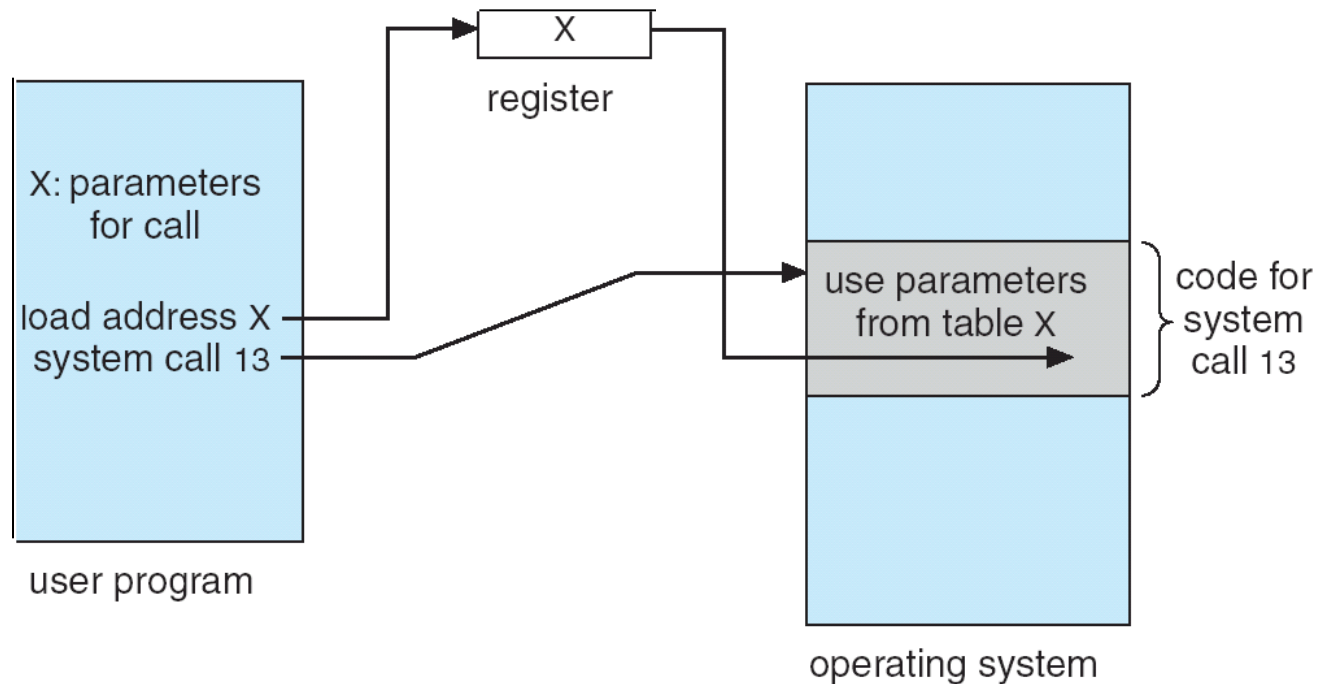 X
register
X: parameters
for call
load address X
system call 13
user program
use parameters
from table X
code for
system
call 13
operating system